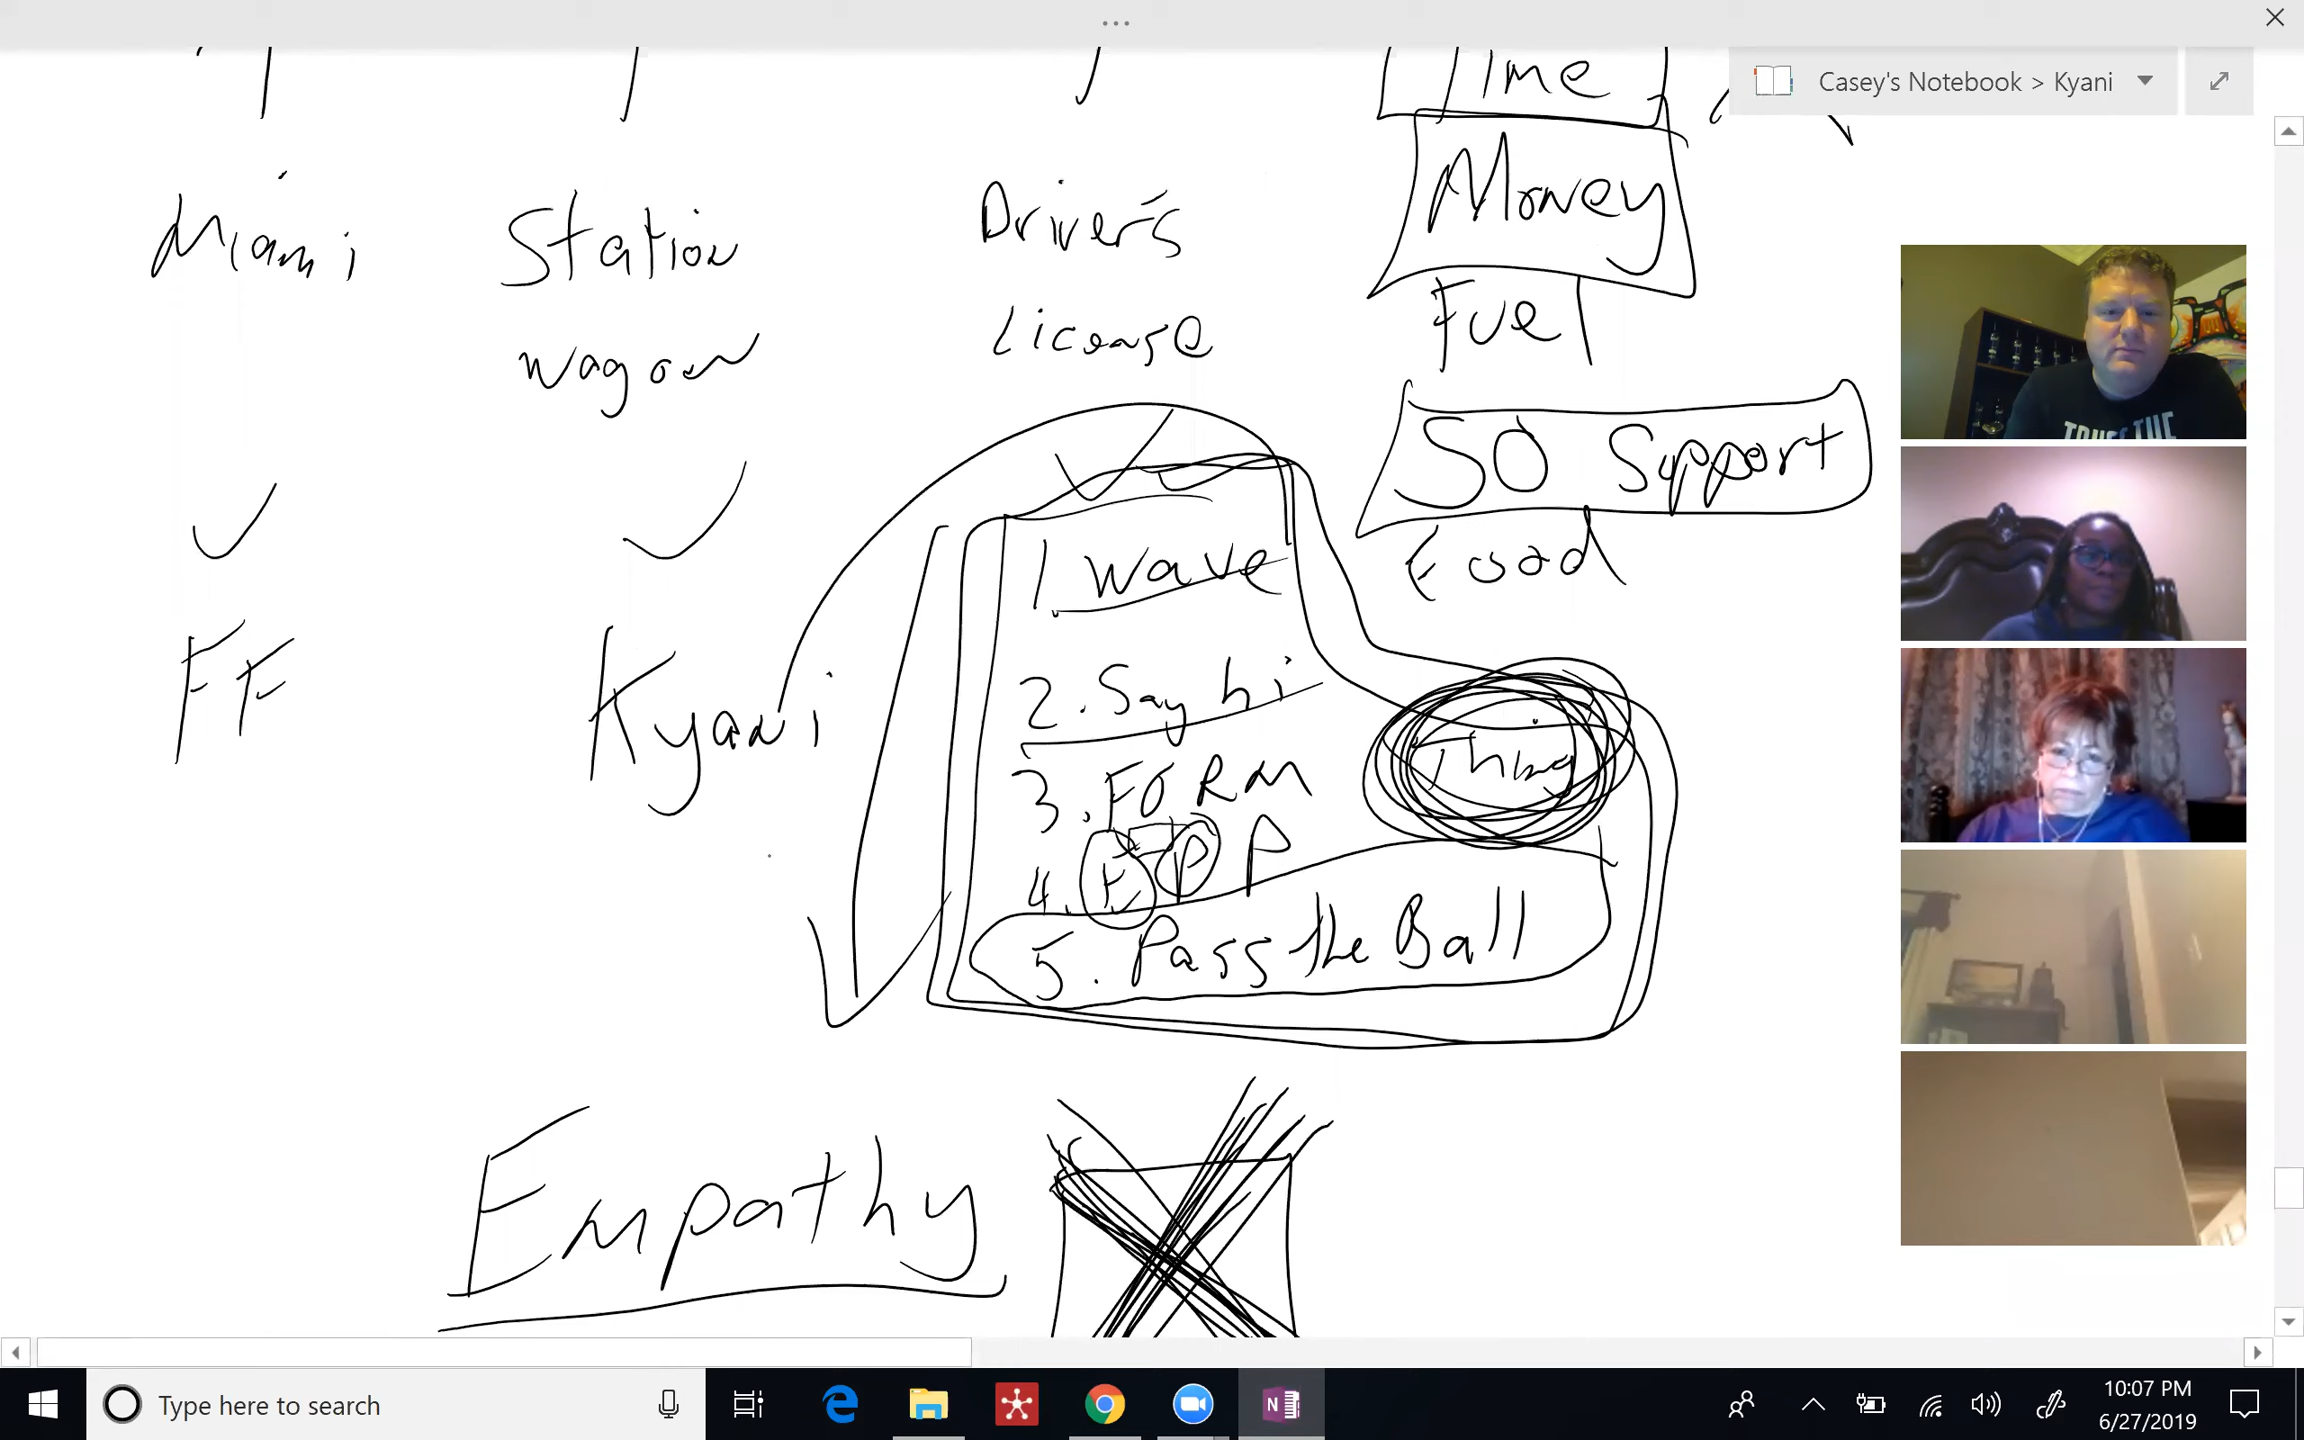 ...
Casey's Notebook > Kyani
Time
Money
Miami
Station
Wagon
Driver's
License
Fuel
SO Support
Food
1. Wave
2. Say hi
3. FORM
4. E P P
5. Pass the Ball
Thing
FF
Kyani
Empathy
TRUST THE
Type here to search
N
10:07 PM
6/27/2019